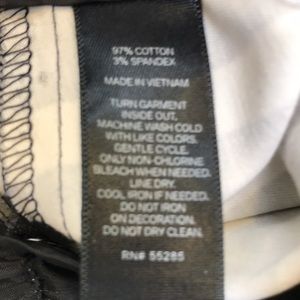 97% COTTON
3% SPANDEX
MADE IN VIETNAM
TURN GARMENT
INSIDE OUT,
MACHINE WASH COLD
WITH LIKE COLORS,
GENTLE CYCLE.
ONLY NON-CHLORINE
BLEACH WHEN NEEDED.
LINE DRY.
COOL IRON IF NEEDED.
DO NOT IRON
ON DECORATION.
DO NOT DRY CLEAN.
RN# 55285